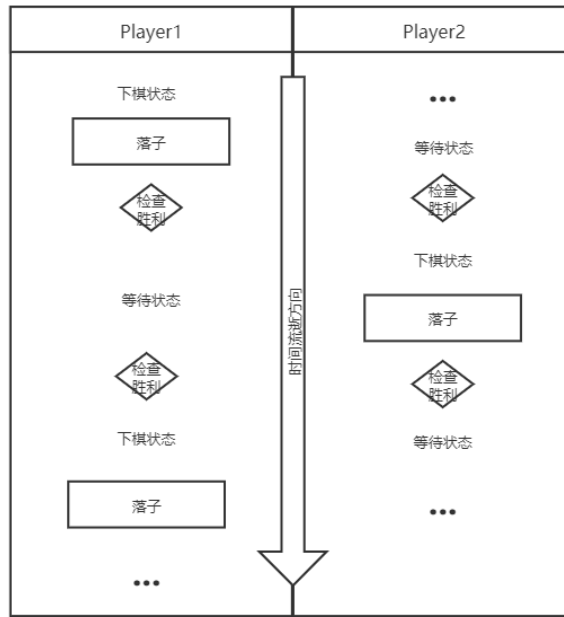 Player1
下棋状态
落子
检查
胜利
等待状态
检查
胜利
下棋状态
落子
•••
时间流逝方向
Player2
•••
等待状态
检查
胜利
下棋状态
落子
检查
胜利
等待状态
•••